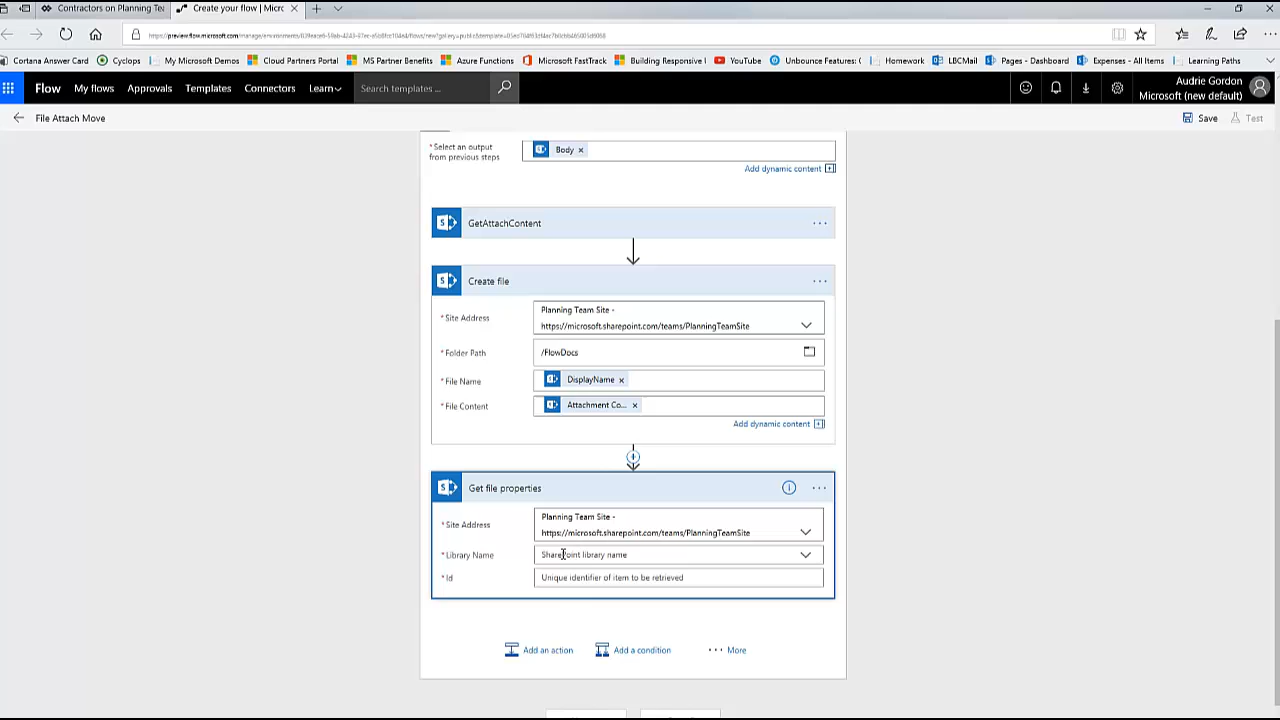 Contractors on Planning Te
Create your flow | Micr
Cortana Answer Card
Cyclops
My Microsoft Demos
Cloud Partners Portal
MS Partner Benefits
Azure Functions
Microsoft FastTrack
Building Responsive
YouTube
Unbounce Features: (
Homework
LBCMail
Pages - Dashboard
Expenses - All Items
Learning Paths
Flow
My flows
Approvals
Templates
Connectors
Learn
Search templates ...
Audrie Gordon
Microsoft (new default)
File Attach Move
Save
Test
* Select an output
from previous steps
Body ×
Add dynamic content
GetAttachContent
...
Create file
...
* Site Address
Planning Team Site -
https://microsoft.sharepoint.com/teams/PlanningTeamSite
* Folder Path
/FlowDocs
* File Name
DisplayName ×
* File Content
Attachment Co... ×
Add dynamic content
Get file properties
...
* Site Address
Planning Team Site -
https://microsoft.sharepoint.com/teams/PlanningTeamSite
* Library Name
SharePoint library name
* Id
Unique identifier of item to be retrieved
Add an action
Add a condition
... More